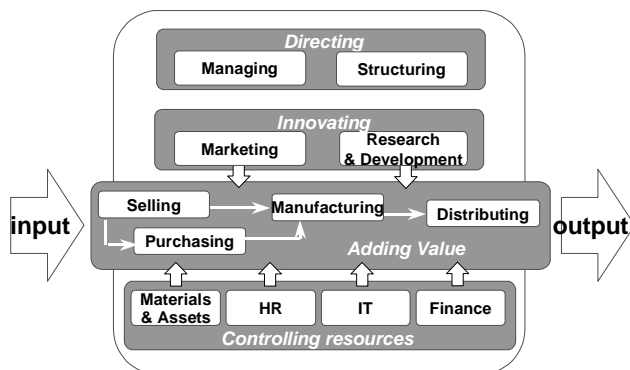 Directing
Managing
Structuring
Innovating
Marketing
Research
& Development
input
Selling
Manufacturing
Distributing
output
Purchasing
Adding Value
Materials
& Assets
HR
IT
Finance
Controlling resources